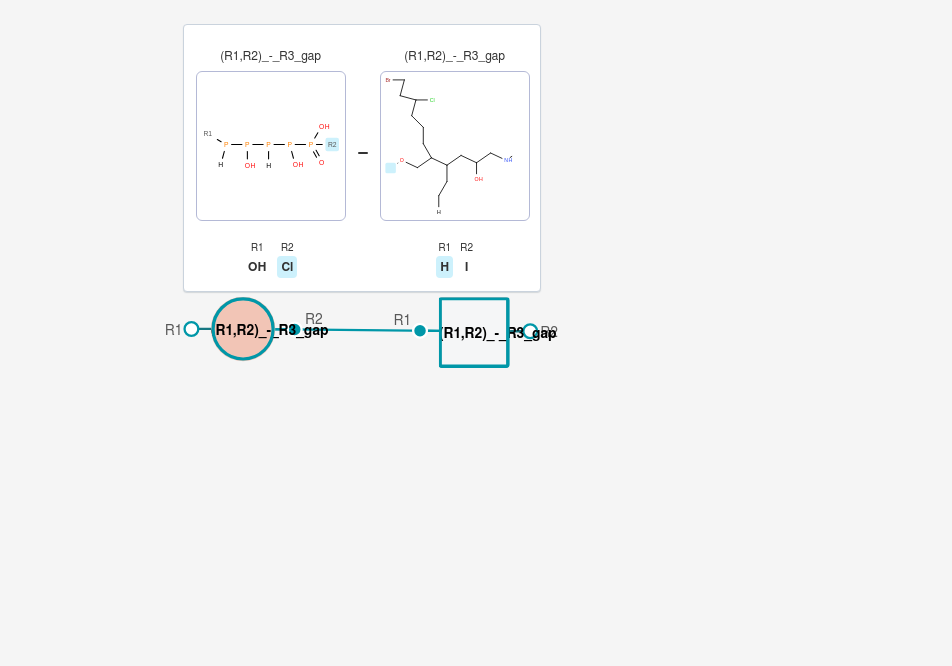 (R1,R2)_-_R3_gap (R1,R2)_-_R3_gap
Br
Cl
OH
R1
P P P P P R2
O
H OH H OH O
OH
H
R1 R2 R1 R2
OH Cl H I
R1 R2 R1 R2
R1,R2)_-_R3_gap (R1,R2)_-_R3_gap